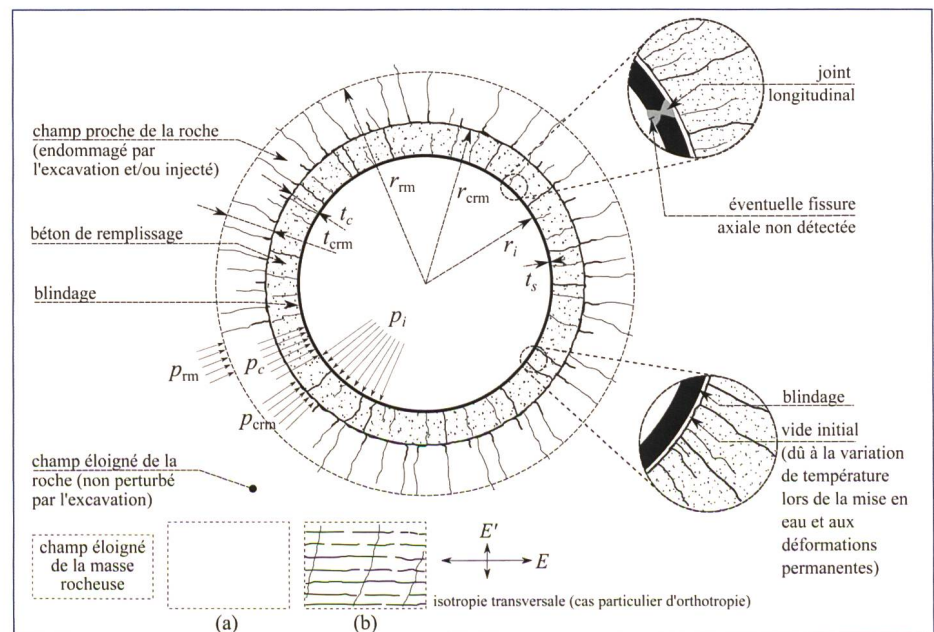 joint
longitudinal
champ proche de la roche
(endommagé par
l'excavation et/ou injecté)
r_rm
r_crm
t_c
t_crm
éventuelle fissure
axiale non détectée
béton de remplissage
r_i
t_s
blindage
p_i
p_rm
p_c
p_crm
blindage
vide initial
(dû à la variation
de température
lors de la mise en
eau et aux
déformations
permanentes)
champ éloigné de la
roche (non perturbé
par l'excavation)
champ éloigné
de la masse
rocheuse
E'
E
isotropie transversale (cas particulier d'orthotropie)
(a)
(b)